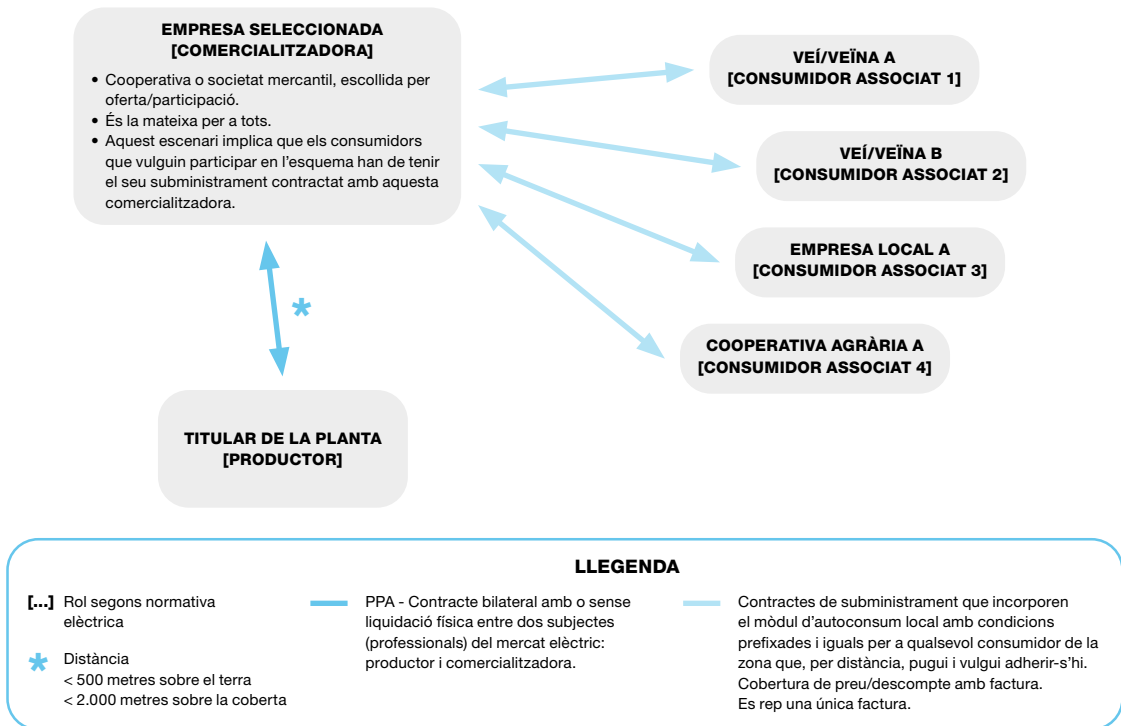 EMPRESA SELECCIONADA
[COMERCIALITZADORA]
• Cooperativa o societat mercantil, escollida per
oferta/participació.
• És la mateixa per a tots.
• Aquest escenari implica que els consumidors
que vulguin participar en l'esquema han de tenir
el seu subministrament contractat amb aquesta
comercialitzadora.
VEÍ/VEÏNA A
[CONSUMIDOR ASSOCIAT 1]
VEÍ/VEÏNA B
[CONSUMIDOR ASSOCIAT 2]
EMPRESA LOCAL A
[CONSUMIDOR ASSOCIAT 3]
COOPERATIVA AGRÀRIA A
[CONSUMIDOR ASSOCIAT 4]
*
TITULAR DE LA PLANTA
[PRODUCTOR]
LLEGENDA
[...] Rol segons normativa
elèctrica
* Distància
< 500 metres sobre el terra
< 2.000 metres sobre la coberta
PPA - Contracte bilateral amb o sense
liquidació física entre dos subjectes
(professionals) del mercat elèctric:
productor i comercialitzadora.
Contractes de subministrament que incorporen
el mòdul d'autoconsum local amb condicions
prefixades i iguals per a qualsevol consumidor de la
zona que, per distància, pugui i vulgui adherir-s'hi.
Cobertura de preu/descompte amb factura.
Es rep una única factura.